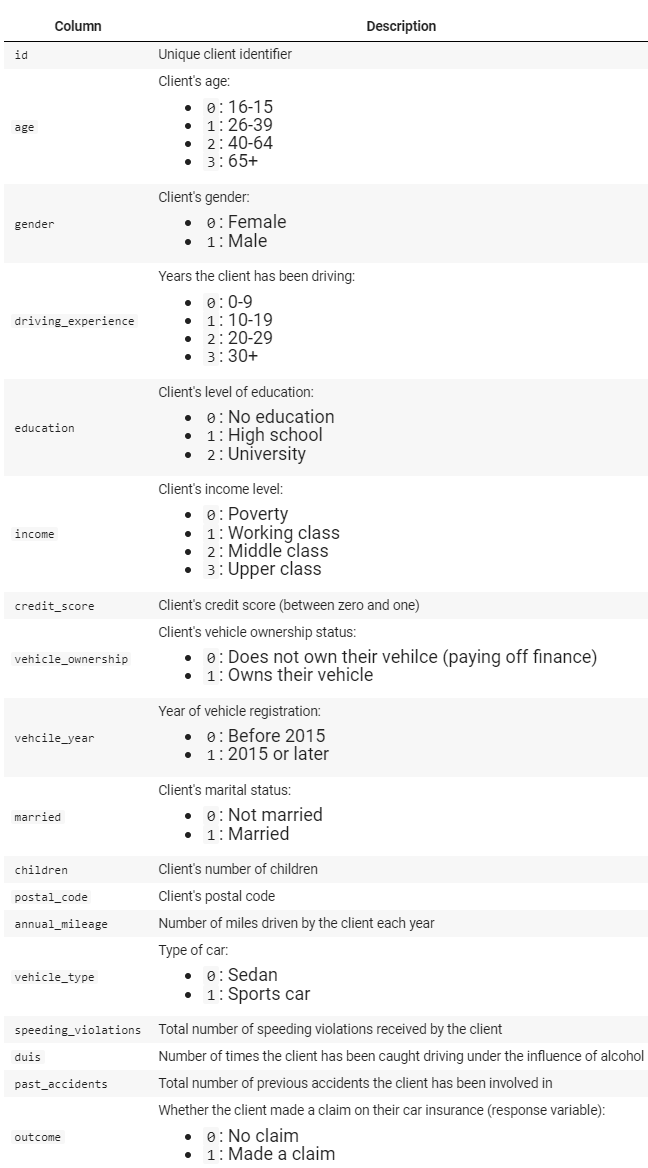 Column Description
id Unique client identifier
age Client's age:
0: 16-15
1: 26-39
2: 40-64
3: 65+
gender Client's gender:
0: Female
1: Male
driving_experience Years the client has been driving:
0: 0-9
1: 10-19
2: 20-29
3: 30+
education Client's level of education:
0: No education
1: High school
2: University
income Client's income level:
0: Poverty
1: Working class
2: Middle class
3: Upper class
credit_score Client's credit score (between zero and one)
vehicle_ownership Client's vehicle ownership status:
0: Does not own their vehilce (paying off finance)
1: Owns their vehicle
vehcile_year Year of vehicle registration:
0: Before 2015
1: 2015 or later
married Client's marital status:
0: Not married
1: Married
children Client's number of children
postal_code Client's postal code
annual_mileage Number of miles driven by the client each year
vehicle_type Type of car:
0: Sedan
1: Sports car
speeding_violations Total number of speeding violations received by the client
duis Number of times the client has been caught driving under the influence of alcohol
past_accidents Total number of previous accidents the client has been involved in
outcome Whether the client made a claim on their car insurance (response variable):
0: No claim
1: Made a claim